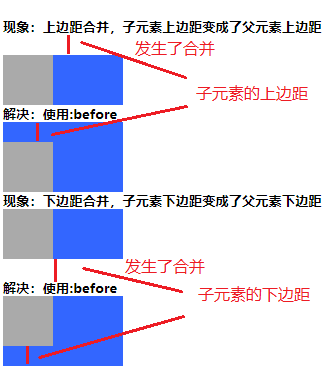 现象：上边距合并，子元素上边距变成了父元素上边距
发生了合并
子元素的上边距
解决：使用:before
现象：下边距合并，子元素下边距变成了父元素下边距
发生了合并
解决：使用:before
子元素的下边距